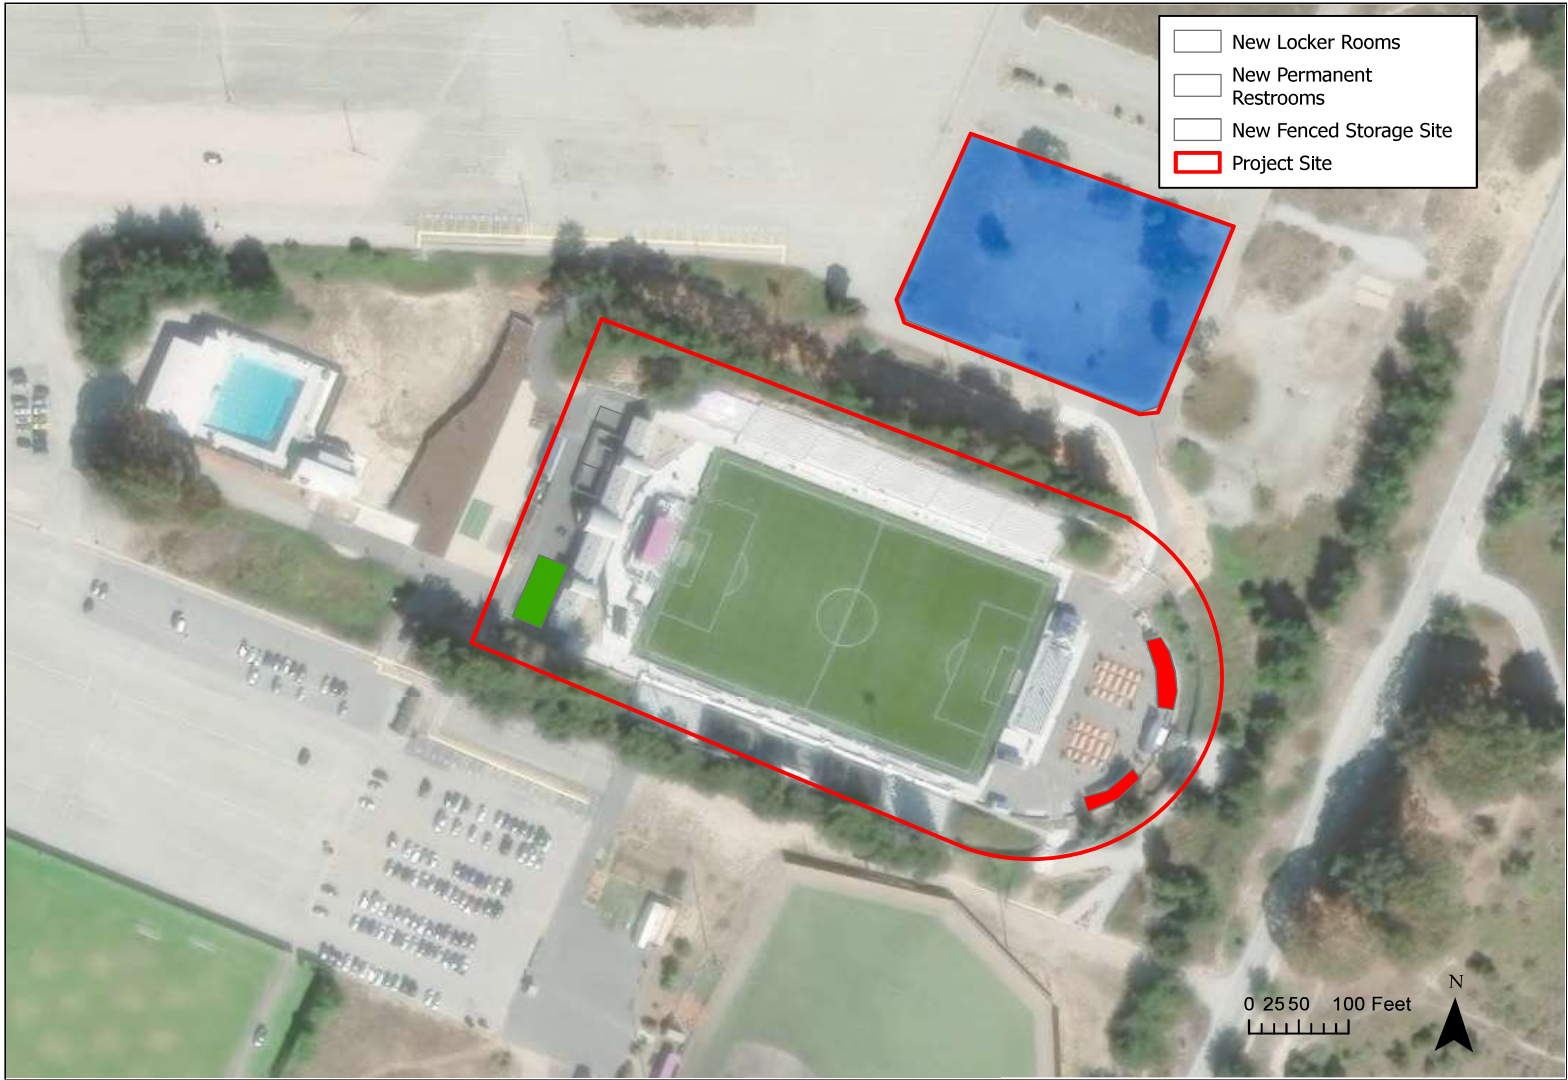 New Locker Rooms
New Permanent
Restrooms
New Fenced Storage Site
Project Site
N
0 25 50 100 Feet